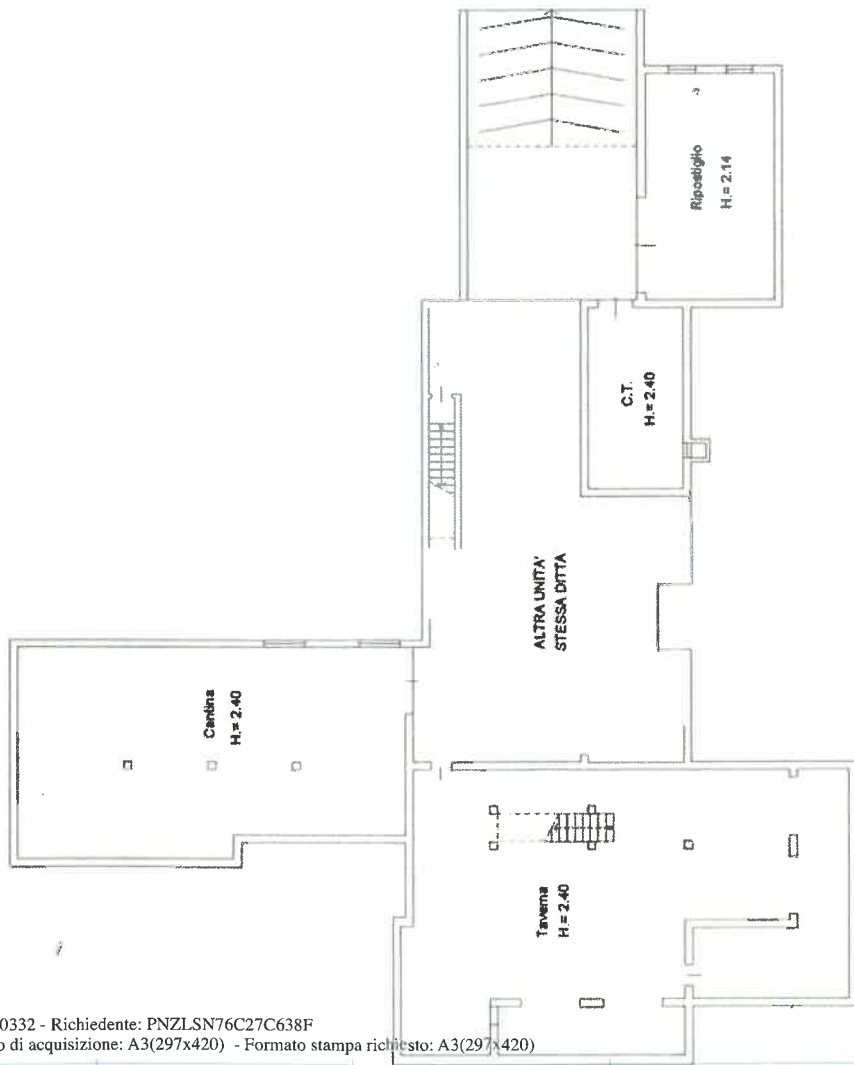 Ripostiglio
H.= 2.14
C.T.
H.= 2.40
ALTRA UNITA'
STESSA DITTA
Cantina
H.= 2.40
Taverna
H.= 2.40
0332 - Richiedente: PNZLSN76C27C638F
o di acquisizione: A3(297x420) - Formato stampa richiesto: A3(297x420)